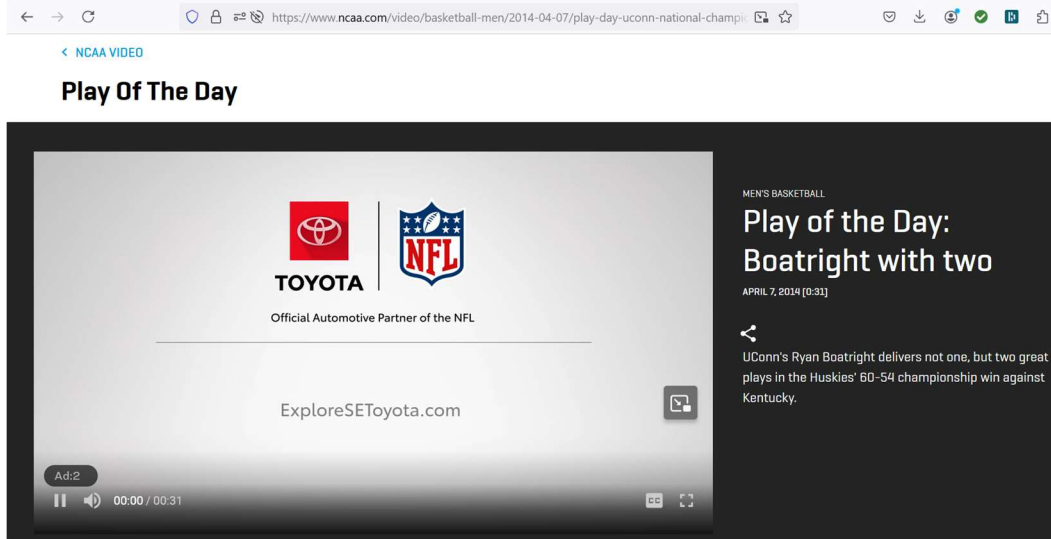 https://www.ncaa.com/video/basketball-men/2014-04-07/play-day-uconn-national-champic
NCAA VIDEO
Play Of The Day
TOYOTA
NFL
Official Automotive Partner of the NFL
ExploreSEToyota.com
Ad:2
00:00 / 00:31
CC
MEN'S BASKETBALL
Play of the Day:
Boatright with two
APRIL 7, 2014 [0:31]
UConn's Ryan Boatright delivers not one, but two great
plays in the Huskies' 60-54 championship win against
Kentucky.